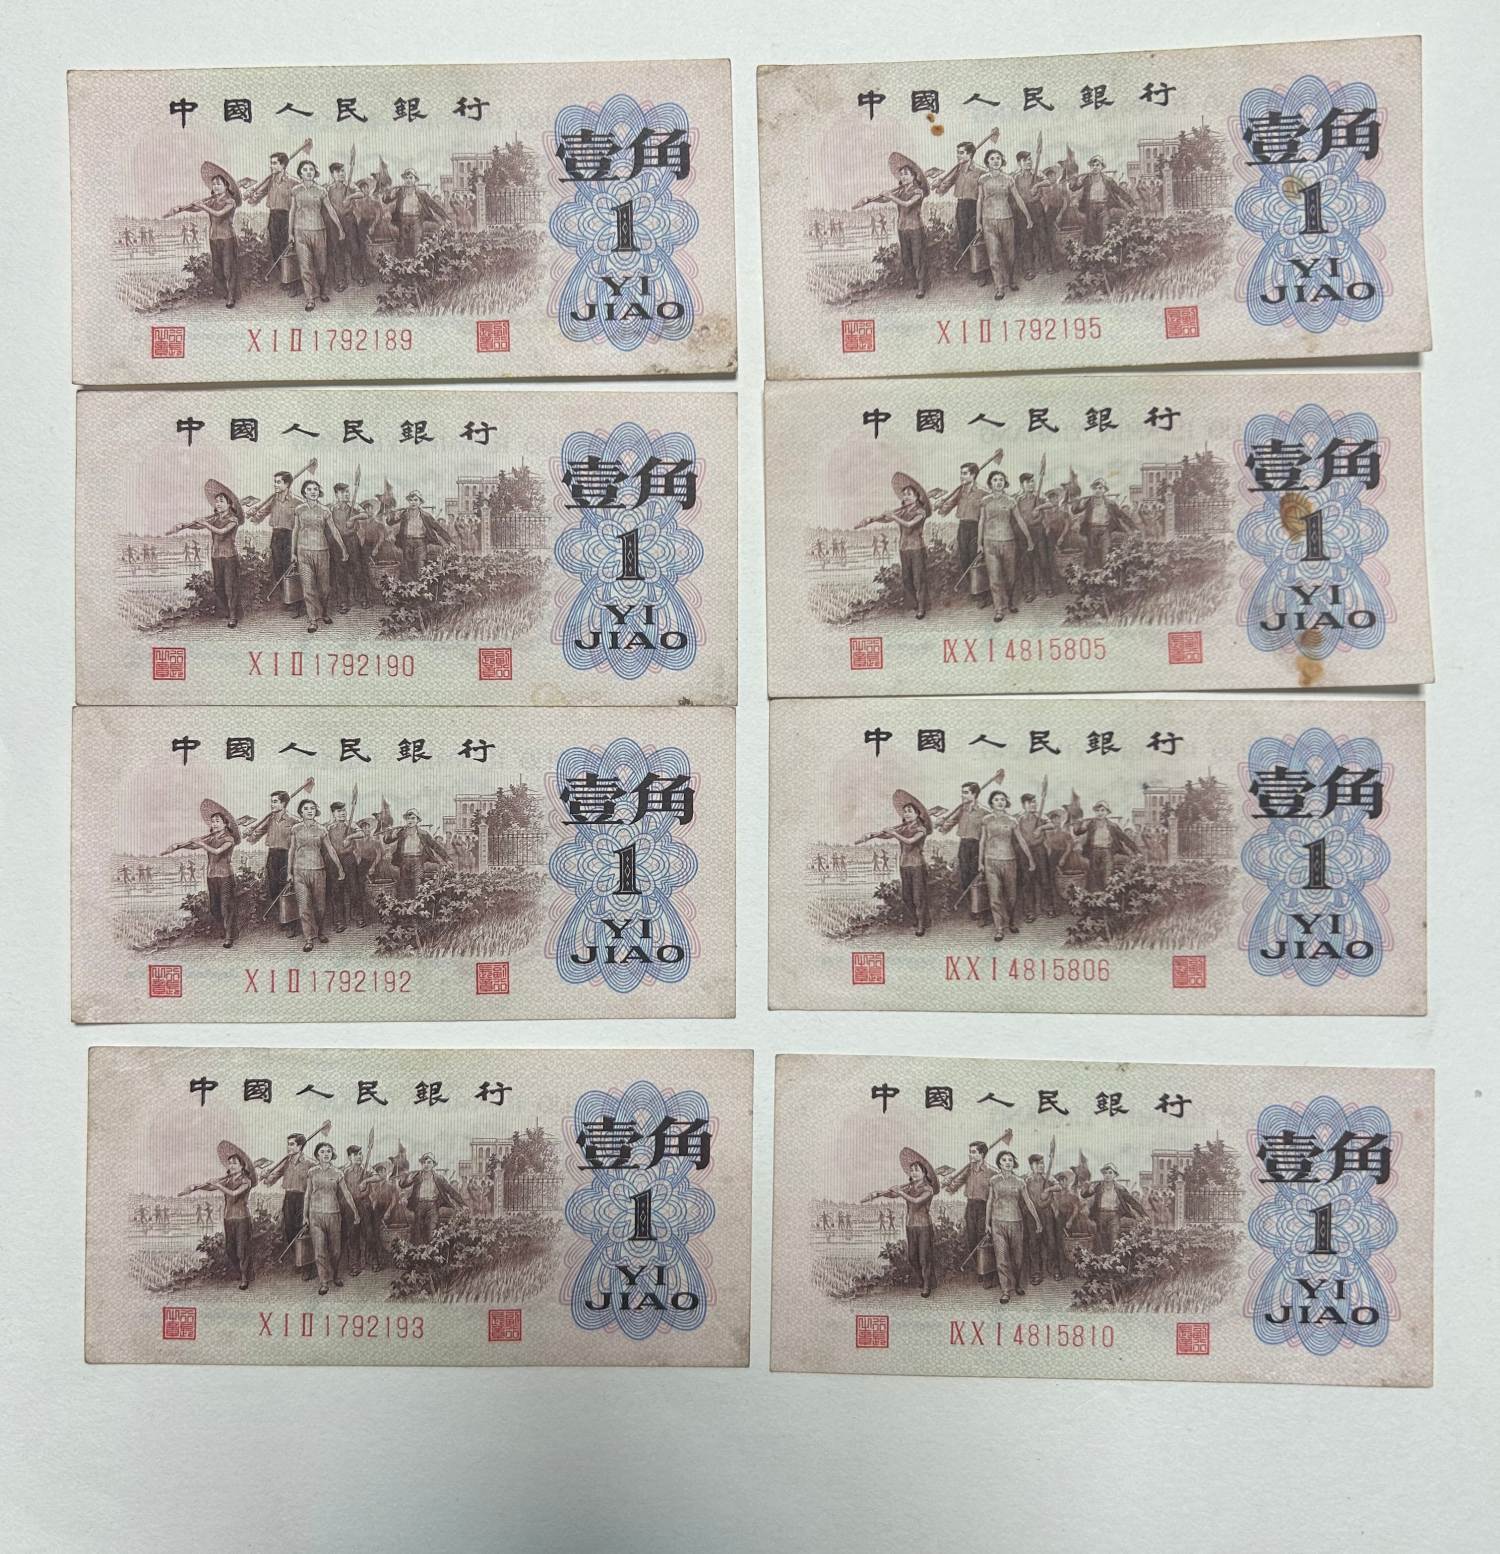 中國人民銀行
壹角
1
YI
JIAO
X I II 1792189
中國人民銀行
壹角
1
YI
JIAO
X I II 1792190
中國人民銀行
壹角
1
YI
JIAO
X I II 1792192
中國人民銀行
壹角
1
YI
JIAO
X I II 1792193
中國人民銀行
壹角
1
YI
JIAO
X I II 1792195
中國人民銀行
壹角
1
YI
JIAO
IX X I 4815805
中國人民銀行
壹角
1
YI
JIAO
IX X I 4815806
中國人民銀行
壹角
1
YI
JIAO
IX X I 4815810